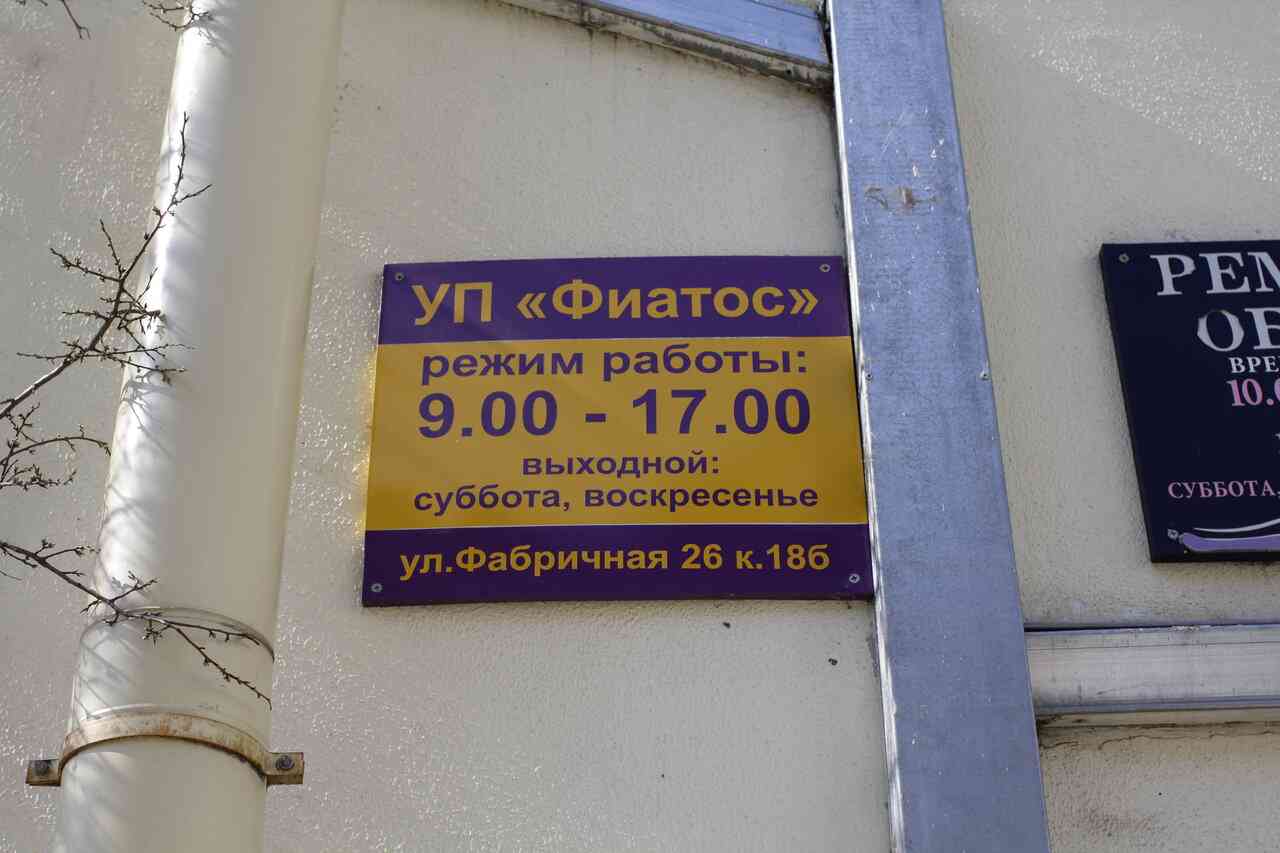 УП «Фиатос»
режим работы:
9.00 - 17.00
выходной:
суббота, воскресенье
ул.Фабричная 26 к.18б
СУББОТА,